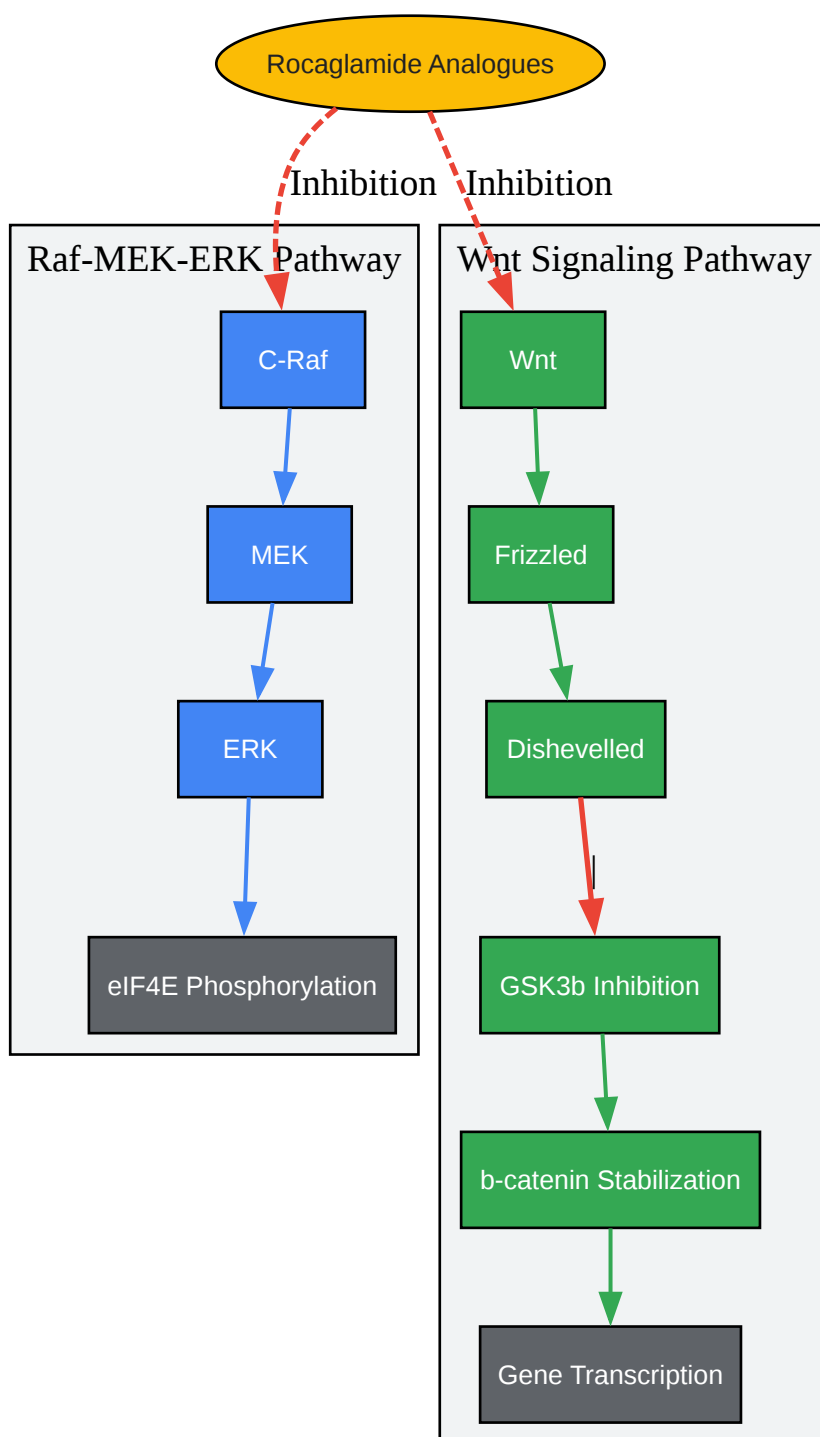 Rocaglamide Analogues
Inhibition
Inhibition
Raf-MEK-ERK Pathway
C-Raf
MEK
ERK
eIF4E Phosphorylation
Wnt Signaling Pathway
Wnt
Frizzled
Dishevelled
|
GSK3b Inhibition
b-catenin Stabilization
Gene Transcription